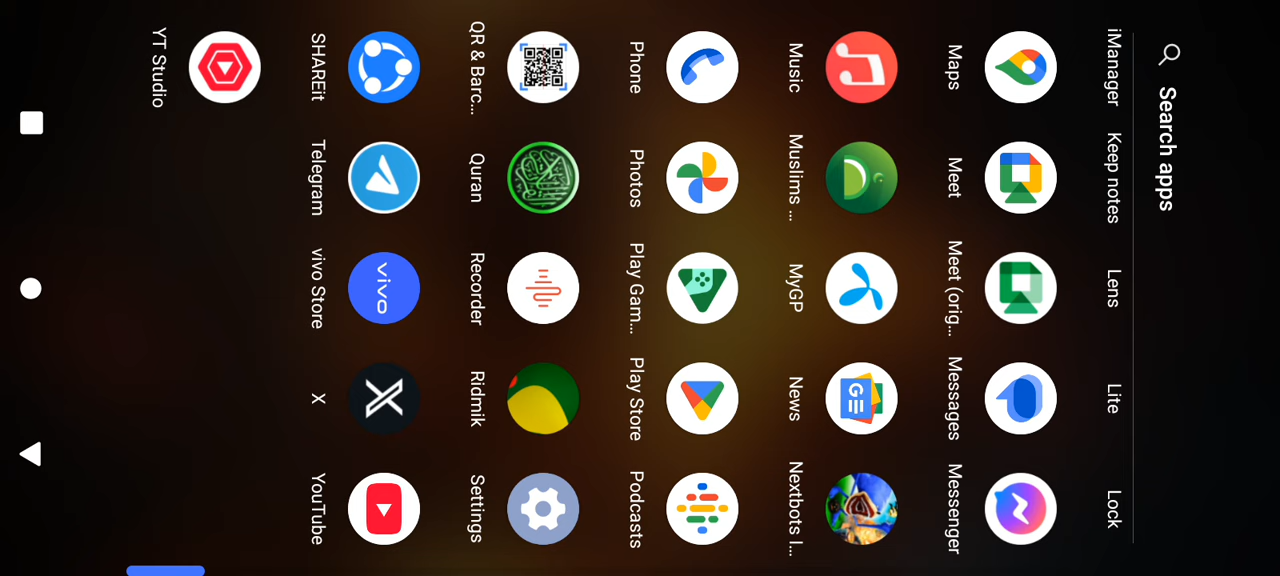 Search apps
iManager Keep notes Lens Lite Lock
Maps Meet Meet (orig... Messages Messenger
Music Muslims ... MyGP News Nextbots I...
Phone Photos Play Gam... Play Store Podcasts
QR & Barc... Quran Recorder Ridmik Settings
vivo
SHAREit Telegram vivo Store X YouTube
YT Studio